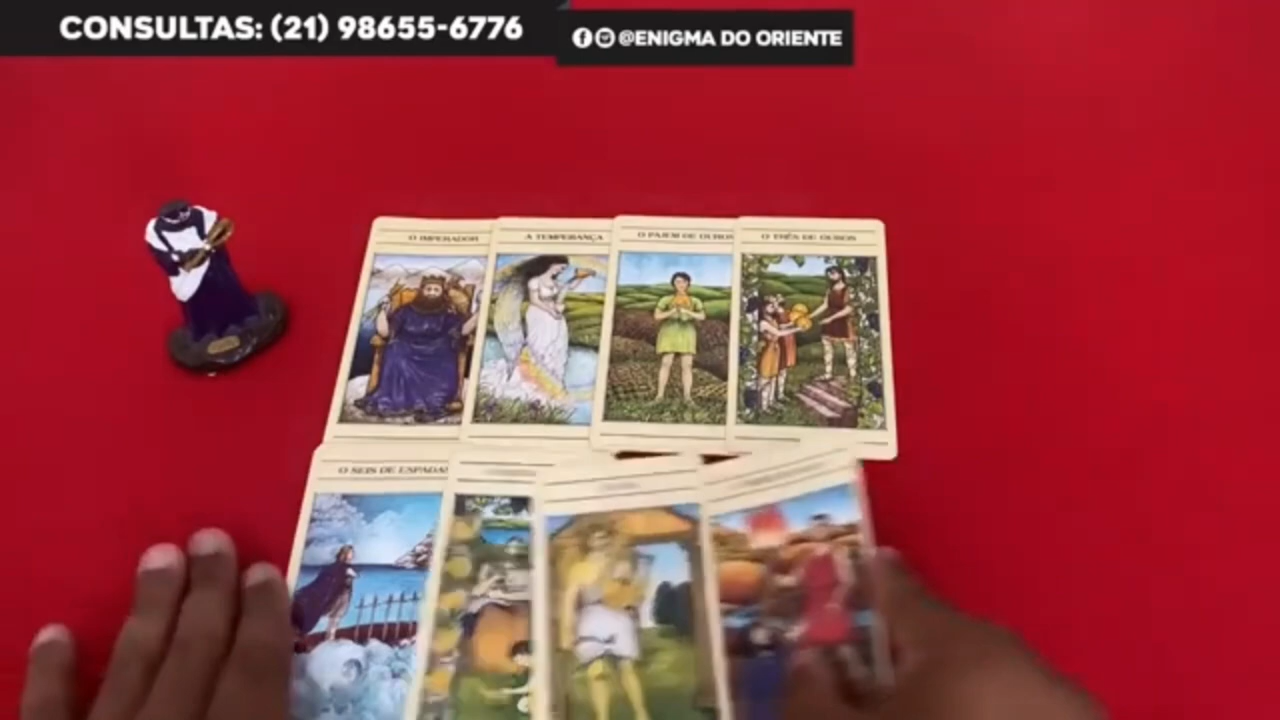 CONSULTAS: (21) 98655-6776
@ENIGMA DO ORIENTE
O IMPERADOR
A TEMPERANÇA
O PAJEM DE OUROS
O TRÊS DE OUROS
O SEIS DE ESPADAS